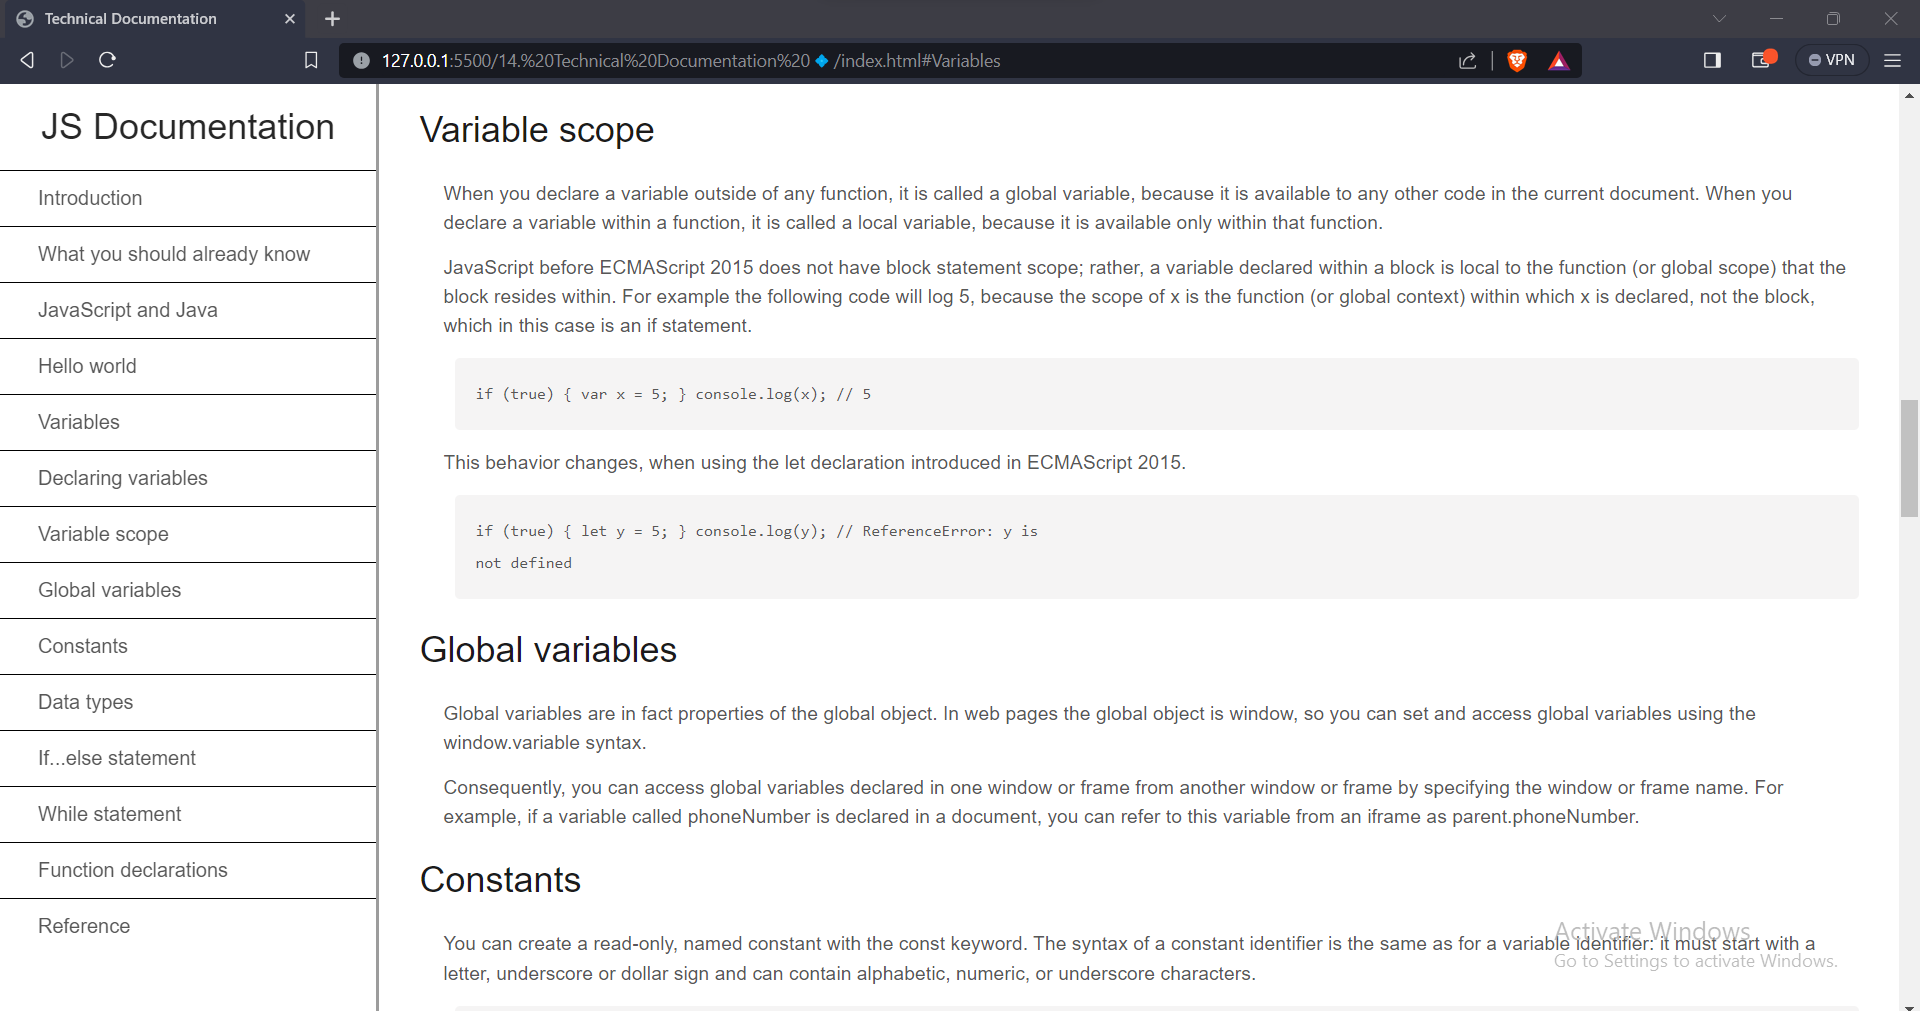 Technical Documentation
127.0.0.1:5500/14.%20Technical%20Documentation%20🔹/index.html#Variables
VPN
JS Documentation
Introduction
What you should already know
JavaScript and Java
Hello world
Variables
Declaring variables
Variable scope
Global variables
Constants
Data types
If...else statement
While statement
Function declarations
Reference
Variable scope
When you declare a variable outside of any function, it is called a global variable, because it is available to any other code in the current document. When you
declare a variable within a function, it is called a local variable, because it is available only within that function.
JavaScript before ECMAScript 2015 does not have block statement scope; rather, a variable declared within a block is local to the function (or global scope) that the
block resides within. For example the following code will log 5, because the scope of x is the function (or global context) within which x is declared, not the block,
which in this case is an if statement.
if (true) { var x = 5; } console.log(x); // 5
This behavior changes, when using the let declaration introduced in ECMAScript 2015.
if (true) { let y = 5; } console.log(y); // ReferenceError: y is
not defined
Global variables
Global variables are in fact properties of the global object. In web pages the global object is window, so you can set and access global variables using the
window.variable syntax.
Consequently, you can access global variables declared in one window or frame from another window or frame by specifying the window or frame name. For
example, if a variable called phoneNumber is declared in a document, you can refer to this variable from an iframe as parent.phoneNumber.
Constants
You can create a read-only, named constant with the const keyword. The syntax of a constant identifier is the same as for a variable identifier: it must start with a
letter, underscore or dollar sign and can contain alphabetic, numeric, or underscore characters.
Activate Windows
Go to Settings to activate Windows.